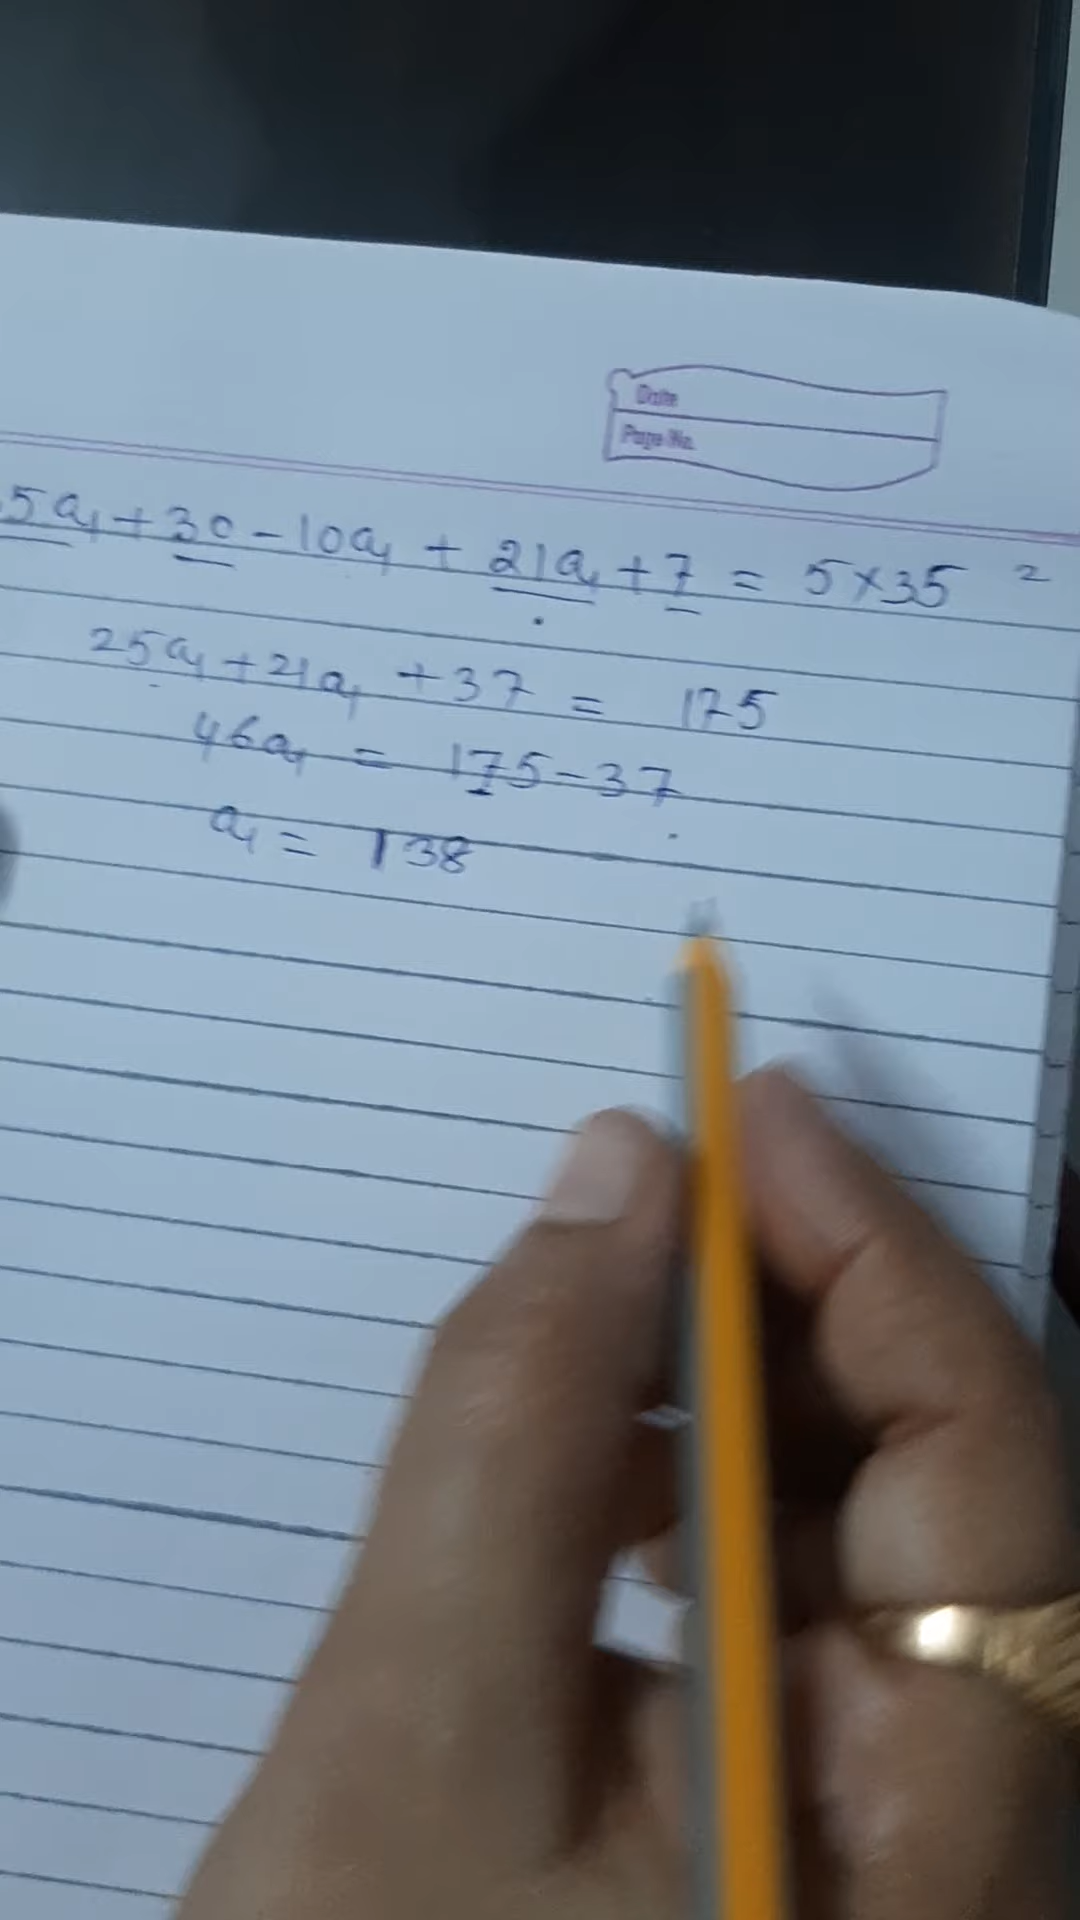 Date
Page No.
5a₁ + 30 - 10a₁ + 21a₁ + 7 = 5×35 2
25a₁ + 21a₁ + 37 = 175
46a₁ = 175 - 37
a₁ = 138